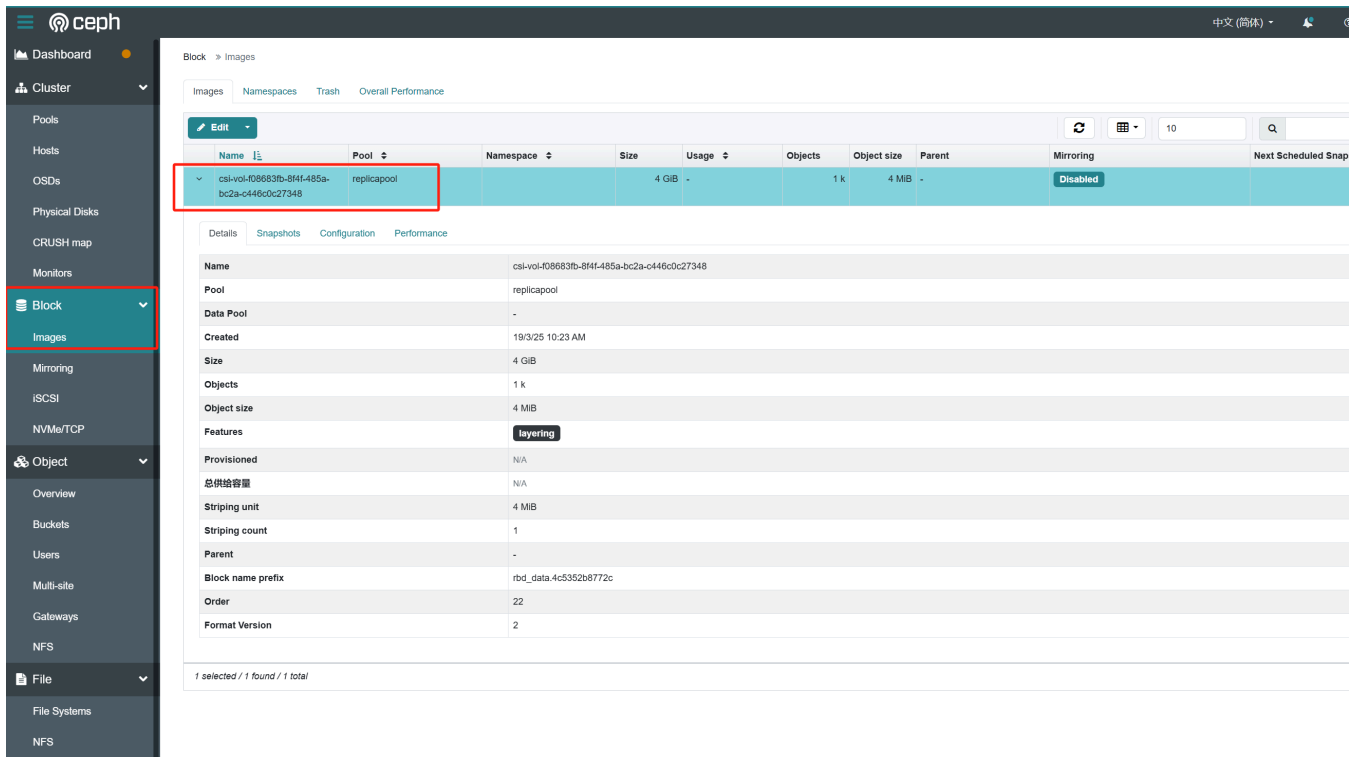 ceph
中文 (简体)
Dashboard
Cluster
Pools
Hosts
OSDs
Physical Disks
CRUSH map
Monitors
Block
Images
Mirroring
iSCSI
NVMe/TCP
Object
Overview
Buckets
Users
Multi-site
Gateways
NFS
File
File Systems
NFS
Block » Images
Images Namespaces Trash Overall Performance
Edit 10
Name Pool Namespace Size Usage Objects Object size Parent Mirroring Next Scheduled Snap
csi-vol-f08683fb-8f4f-485a- replicapool 4 GiB - 1 k 4 MiB - Disabled
bc2a-c446c0c27348
Details Snapshots Configuration Performance
Name csi-vol-f08683fb-8f4f-485a-bc2a-c446c0c27348
Pool replicapool
Data Pool -
Created 19/3/25 10:23 AM
Size 4 GiB
Objects 1 k
Object size 4 MiB
Features layering
Provisioned N/A
总供给容量 N/A
Striping unit 4 MiB
Striping count 1
Parent -
Block name prefix rbd_data.4c5352b8772c
Order 22
Format Version 2
1 selected / 1 found / 1 total